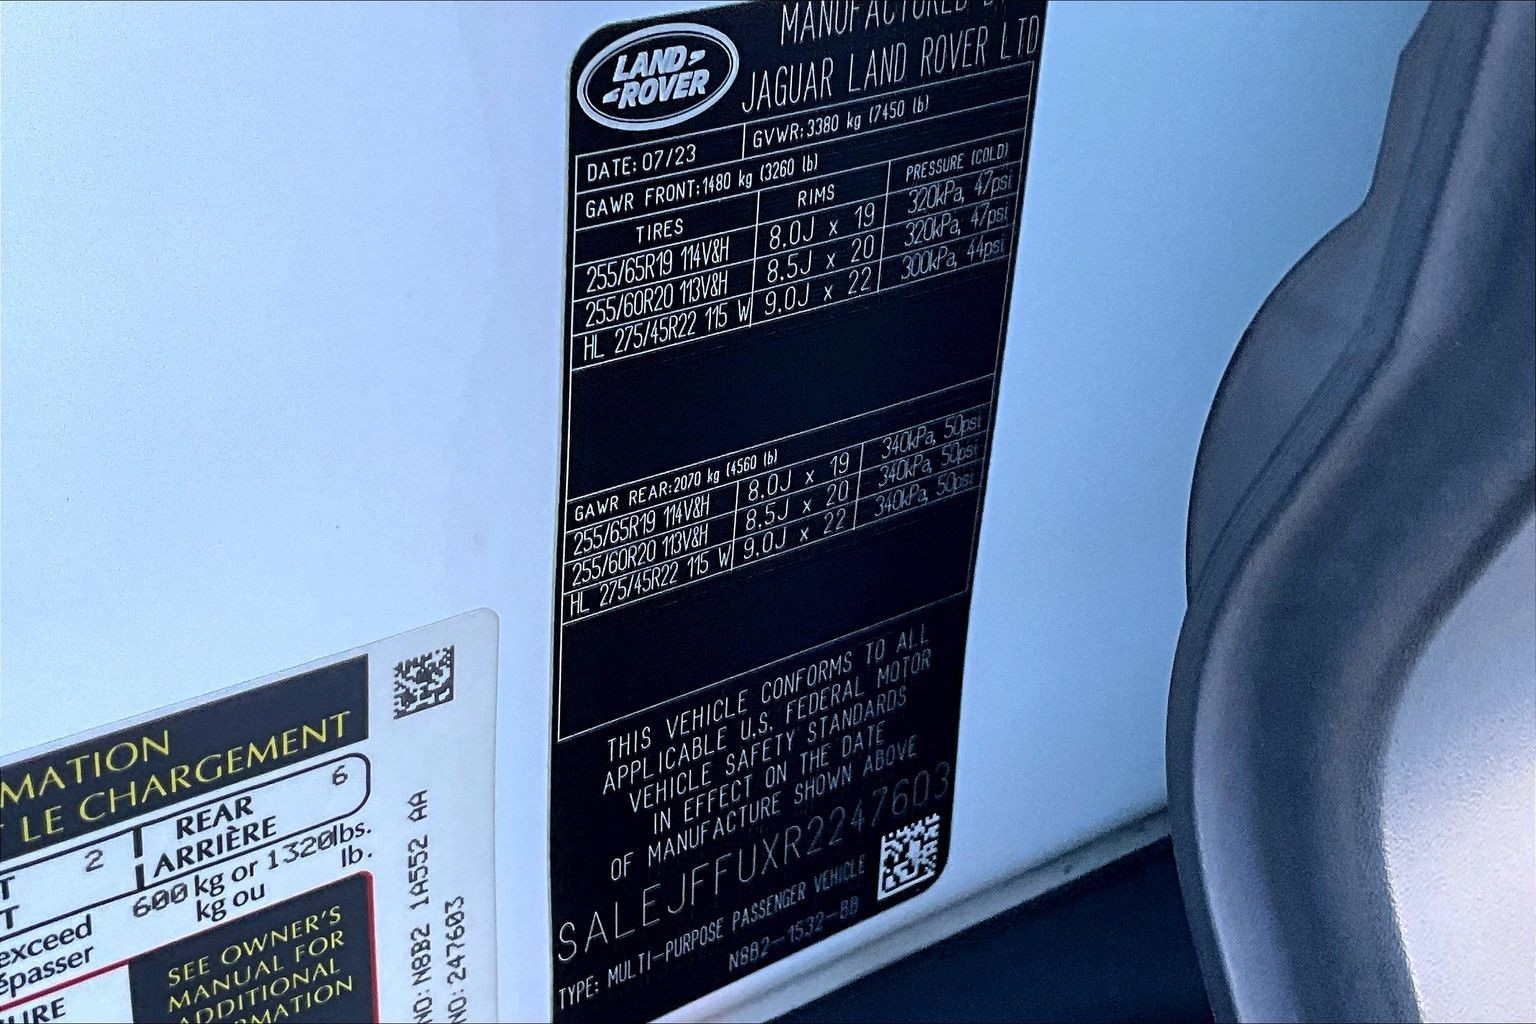 MANUFACTURED BY
JAGUAR LAND ROVER LTD
LAND
ROVER
DATE: 07/23
GVWR: 3380 kg (7450 lb)
GAWR FRONT: 1480 kg (3260 lb)
TIRES RIMS PRESSURE (COLD)
255/65R19 114V&H 8.0J x 19 320kPa, 47psi
255/60R20 113V&H 8.5J x 20 320kPa, 47psi
HL 275/45R22 115 W 9.0J x 22 300kPa, 44psi
GAWR REAR: 2070 kg (4560 lb)
255/65R19 114V&H 8.0J x 19 340kPa, 50psi
255/60R20 113V&H 8.5J x 20 340kPa, 50psi
HL 275/45R22 115 W 9.0J x 22 340kPa, 50psi
THIS VEHICLE CONFORMS TO ALL
APPLICABLE U.S. FEDERAL MOTOR
VEHICLE SAFETY STANDARDS
IN EFFECT ON THE DATE
OF MANUFACTURE SHOWN ABOVE
SALEJFFUXR2247603
TYPE: MULTI-PURPOSE PASSENGER VEHICLE
N8B2-1532-BB
MATION
LE CHARGEMENT
2 REAR 6
ARRIÈRE
exceed 600 kg or 1320 lbs.
épasser kg ou lb.
SEE OWNER'S
MANUAL FOR
ADDITIONAL
RMATION
NO: N8B2 1A552 AA
NO: 247603